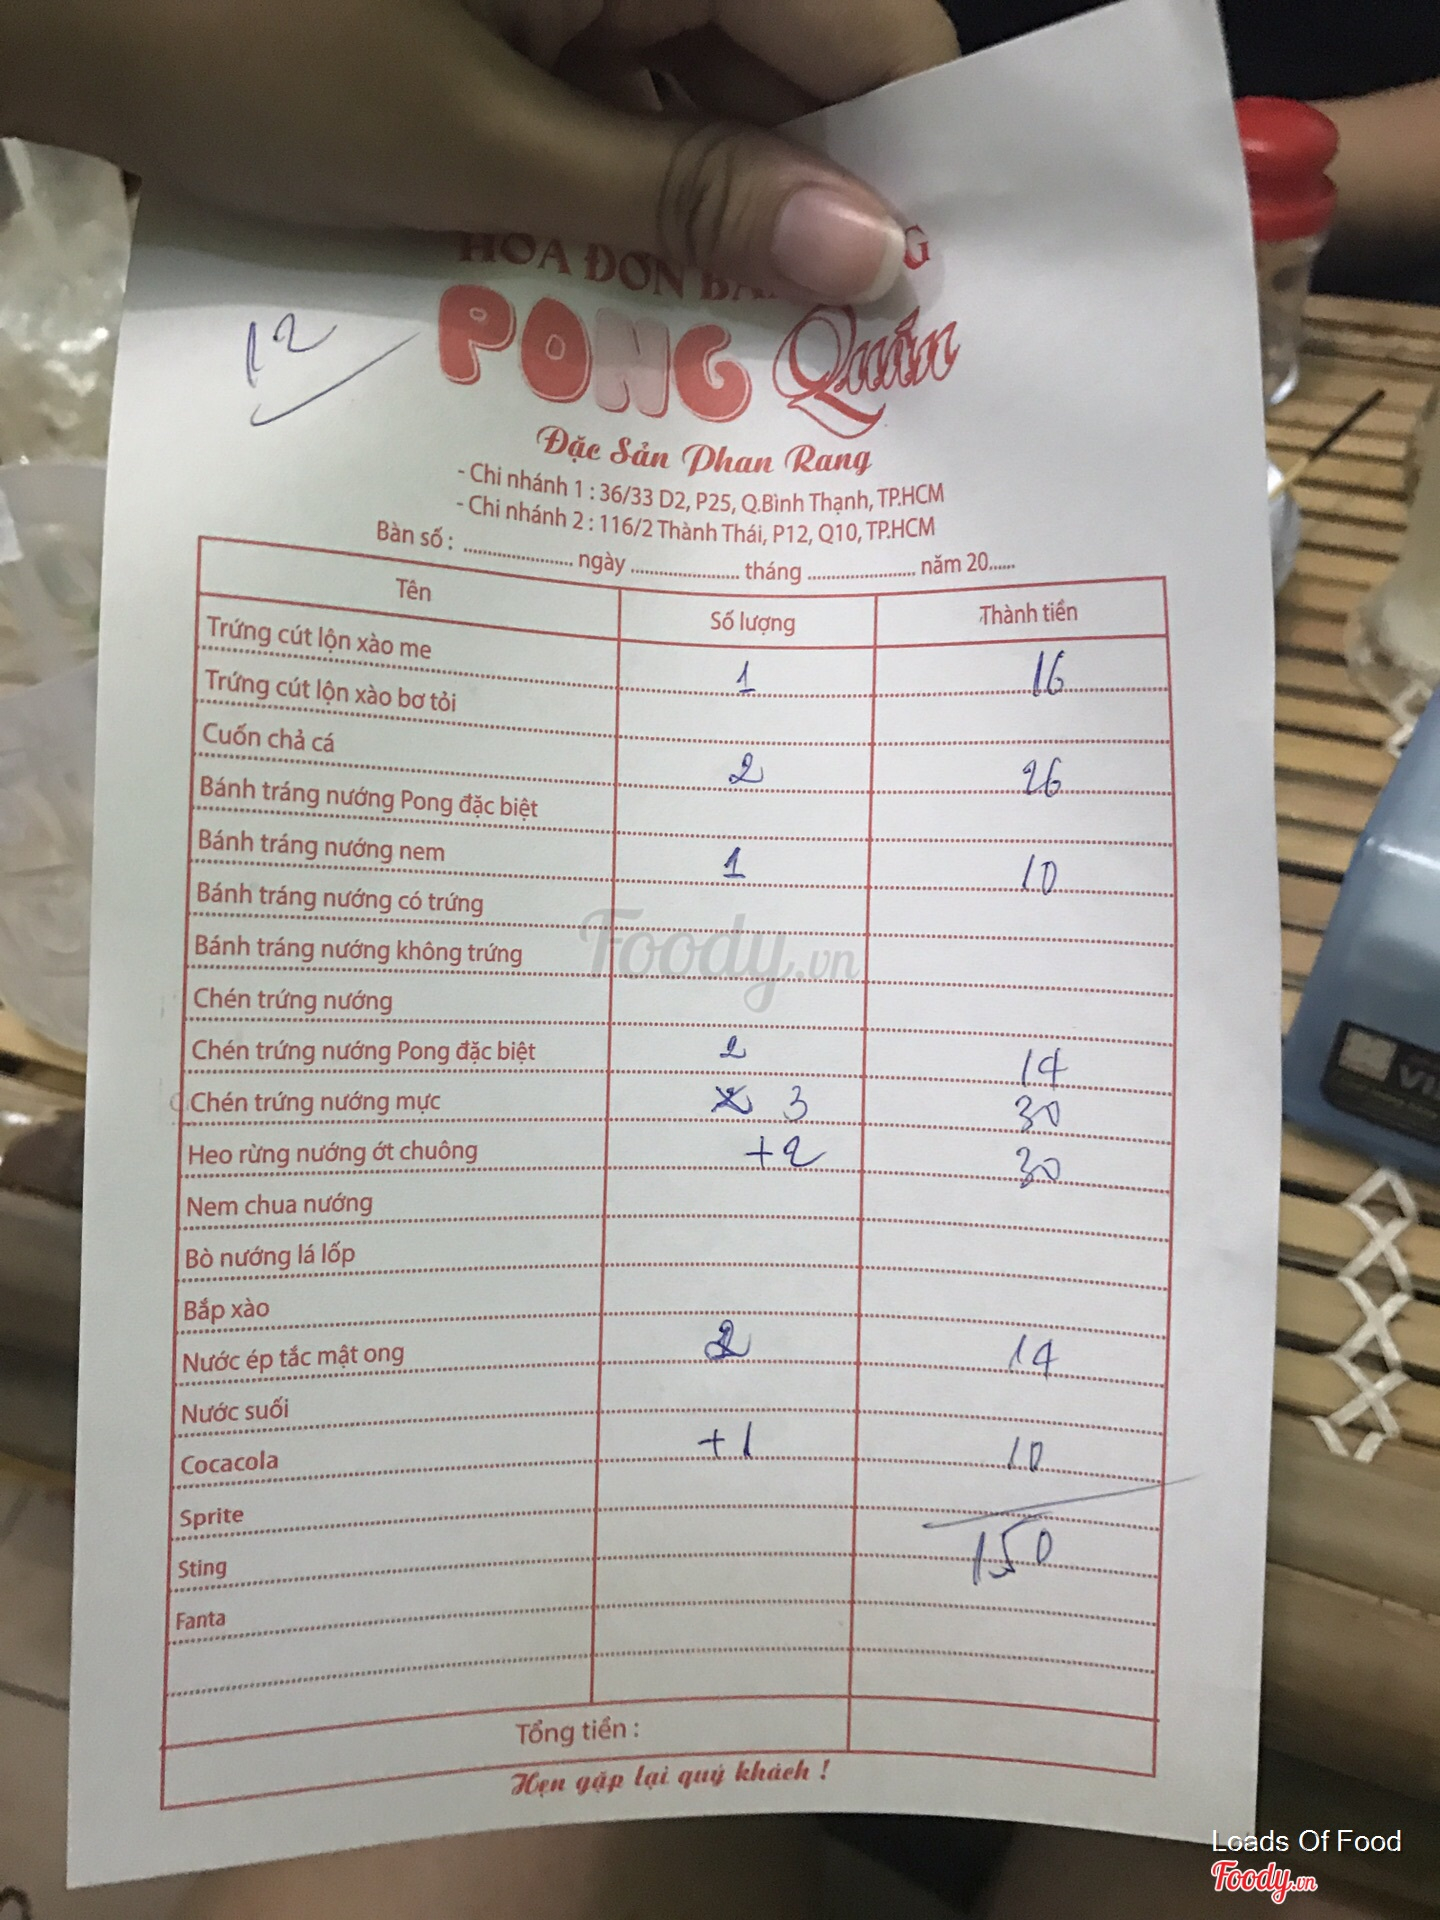 HÓA ĐƠN
12
PONG Quán
Đặc Sản Phan Rang
- Chi nhánh 1 : 36/33 D2, P25, Q.Bình Thạnh, TP.HCM
- Chi nhánh 2 : 116/2 Thành Thái, P12, Q10, TP.HCM
Bàn số : ........................ ngày ........................ tháng ........................ năm 20......
Tên Số lượng Thành tiền
Trứng cút lộn xào me 1 16
Trứng cút lộn xào bơ tỏi
Cuốn chả cá 2 26
Bánh tráng nướng Pong đặc biệt
Bánh tráng nướng nem 1 10
Bánh tráng nướng có trứng
Bánh tráng nướng không trứng
Chén trứng nướng
Chén trứng nướng Pong đặc biệt 2 14
Chén trứng nướng mực 3 30
Heo rừng nướng ớt chuông +2 30
Nem chua nướng
Bò nướng lá lốp
Bắp xào
Nước ép tắc mật ong 2 14
Nước suối
Cocacola +1 10
Sprite
150
Sting
Fanta
Tổng tiền :
Hẹn gặp lại quý khách !
Foody.vn
Loads Of Food
Foody.vn